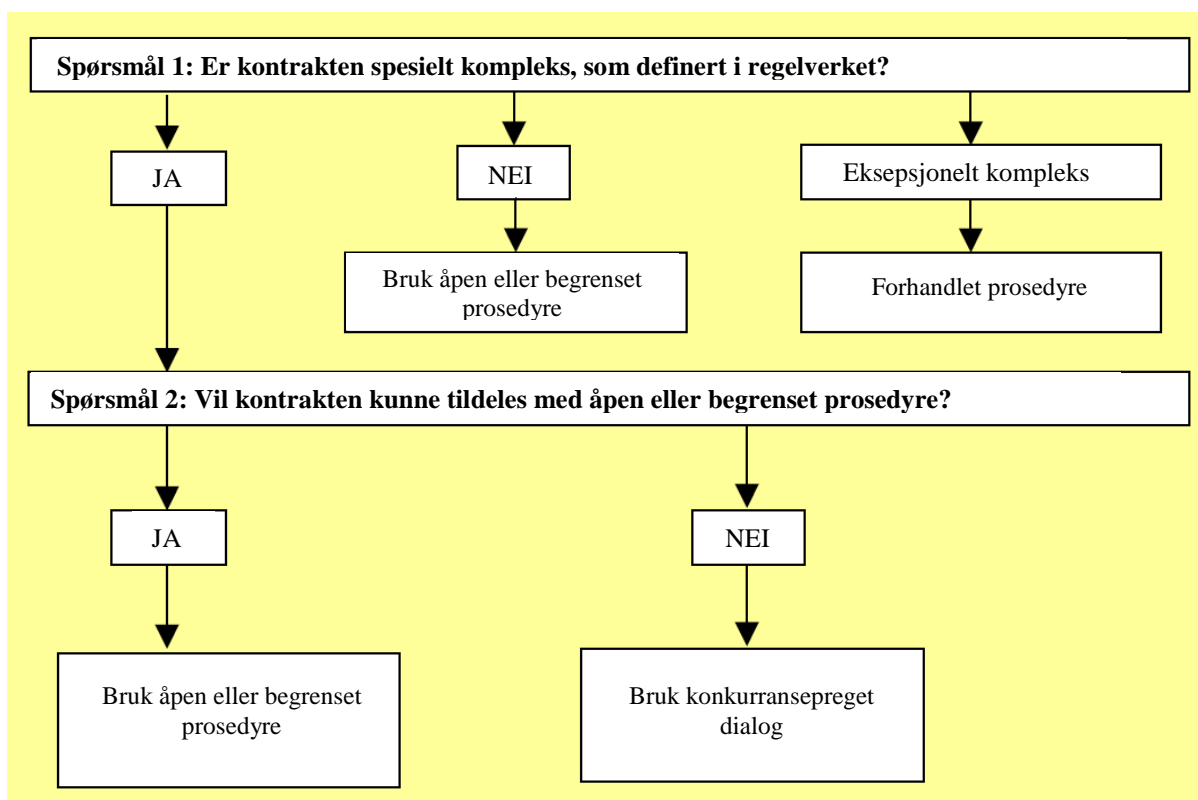 Spørsmål 1: Er kontrakten spesielt kompleks, som definert i regelverket?
JA
NEI
Eksepsjonelt kompleks
Bruk åpen eller begrenset
prosedyre
Forhandlet prosedyre
Spørsmål 2: Vil kontrakten kunne tildeles med åpen eller begrenset prosedyre?
JA
NEI
Bruk åpen eller begrenset
prosedyre
Bruk konkurransepreget
dialog